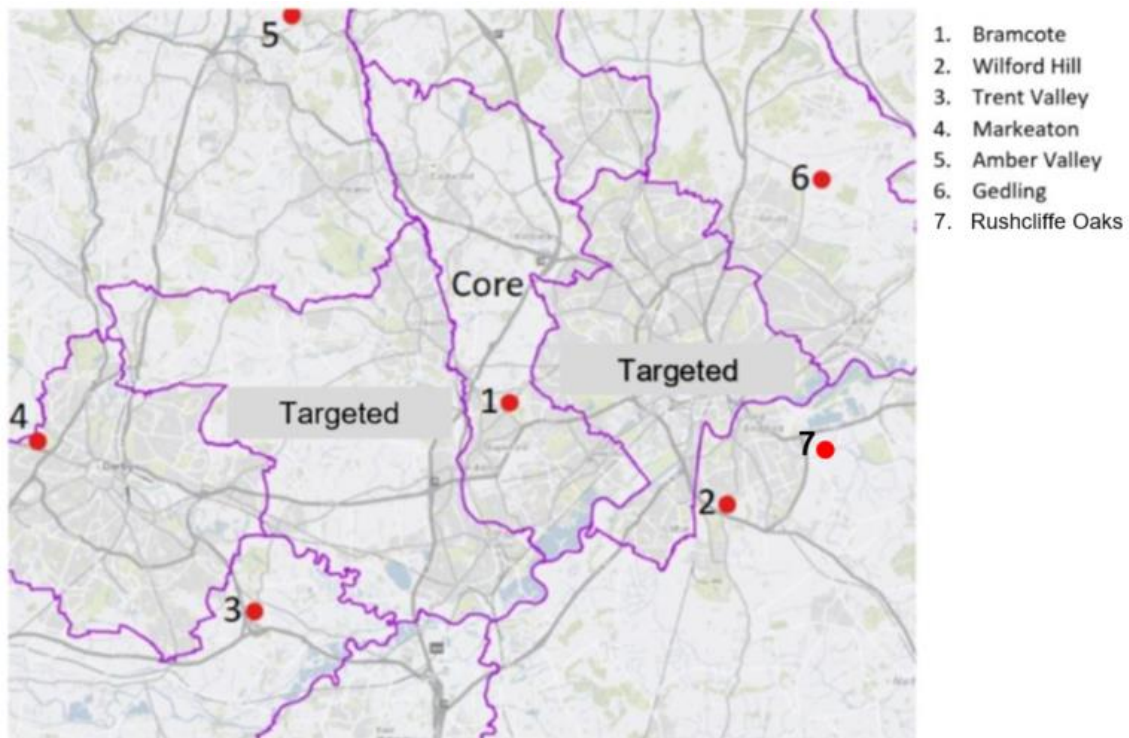 5
1. Bramcote
2. Wilford Hill
3. Trent Valley
4. Markeaton
5. Amber Valley
6. Gedling
7. Rushcliffe Oaks
6
Core
Targeted
Targeted
1
4
7
Derby
2
3